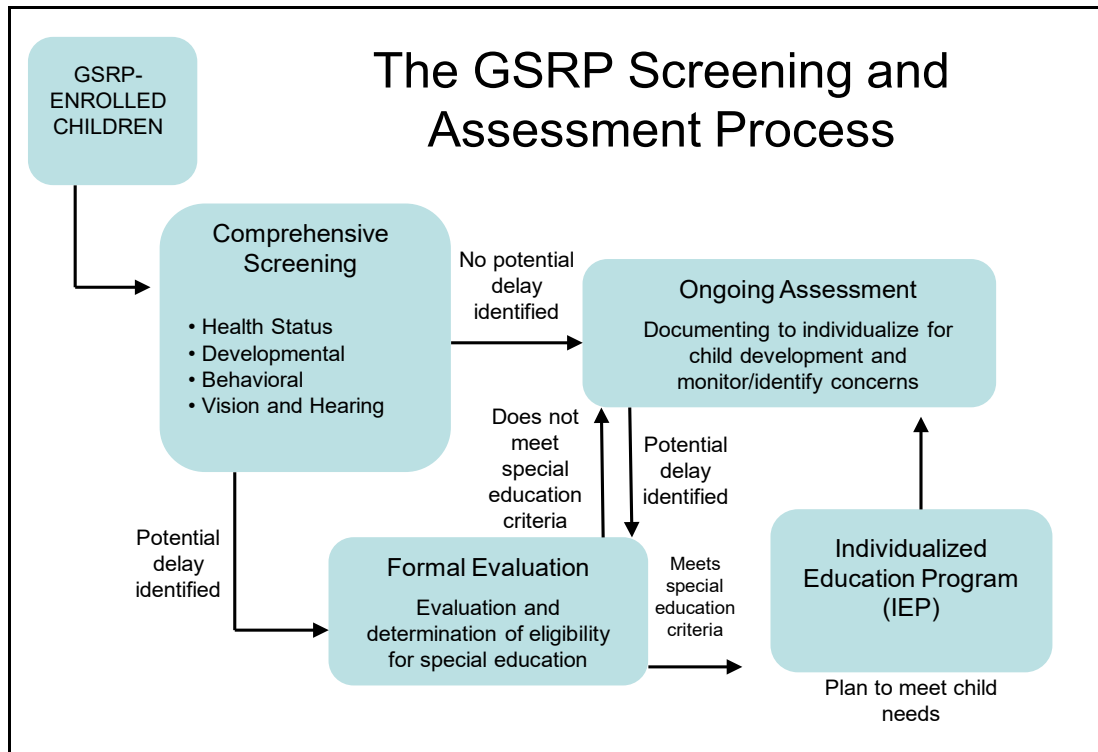 The GSRP Screening and
Assessment Process
GSRP-
ENROLLED
CHILDREN
Comprehensive
Screening
• Health Status
• Developmental
• Behavioral
• Vision and Hearing
No potential
delay
identified
Ongoing Assessment
Documenting to individualize for
child development and
monitor/identify concerns
Does not
meet
special
education
criteria
Potential
delay
identified
Potential
delay
identified
Formal Evaluation
Evaluation and
determination of eligibility
for special education
Meets
special
education
criteria
Individualized
Education Program
(IEP)
Plan to meet child
needs